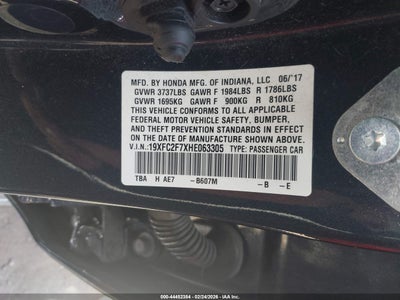 MFD. BY HONDA MFG. OF INDIANA, LLC 06/'17
GVWR 3737LBS GAWR F 1984LBS R 1786LBS
GVWR 1695KG GAWR F 900KG R 810KG
THIS VEHICLE CONFORMS TO ALL APPLICABLE
FEDERAL MOTOR VEHICLE SAFETY, BUMPER,
AND THEFT PREVENTION STANDARDS IN EFFECT
ON THE DATE OF MANUFACTURE SHOWN ABOVE.
V.I.N.:19XFC2F7XHE063305 TYPE: PASSENGER CAR
TBA H AE7 -B607M -B -E
000-44452384 | 02/24/2026 - IAAI.COM